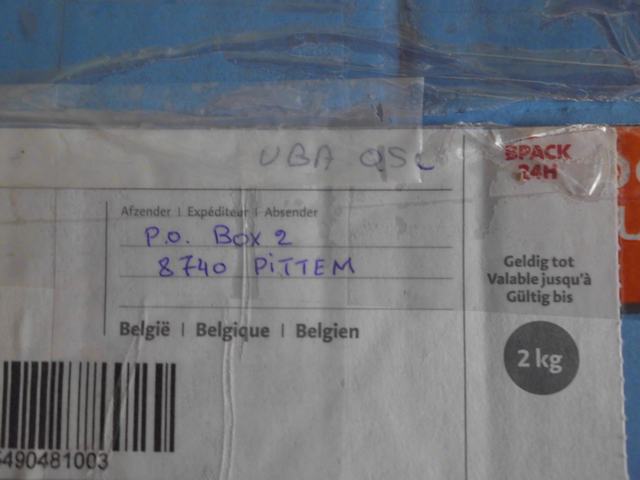 UBA QSL
BPACK
24H
Afzender | Expéditeur | Absender
P.O. Box 2
8740 PiTTEM
België | Belgique | Belgien
Geldig tot
Valable jusqu'à
Gültig bis
2 kg
5490481003